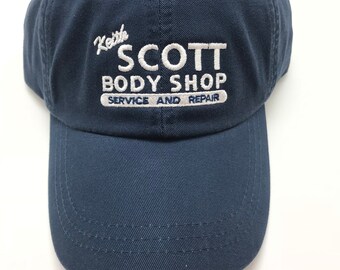 Keith
SCOTT
BODY SHOP
SERVICE AND REPAIR